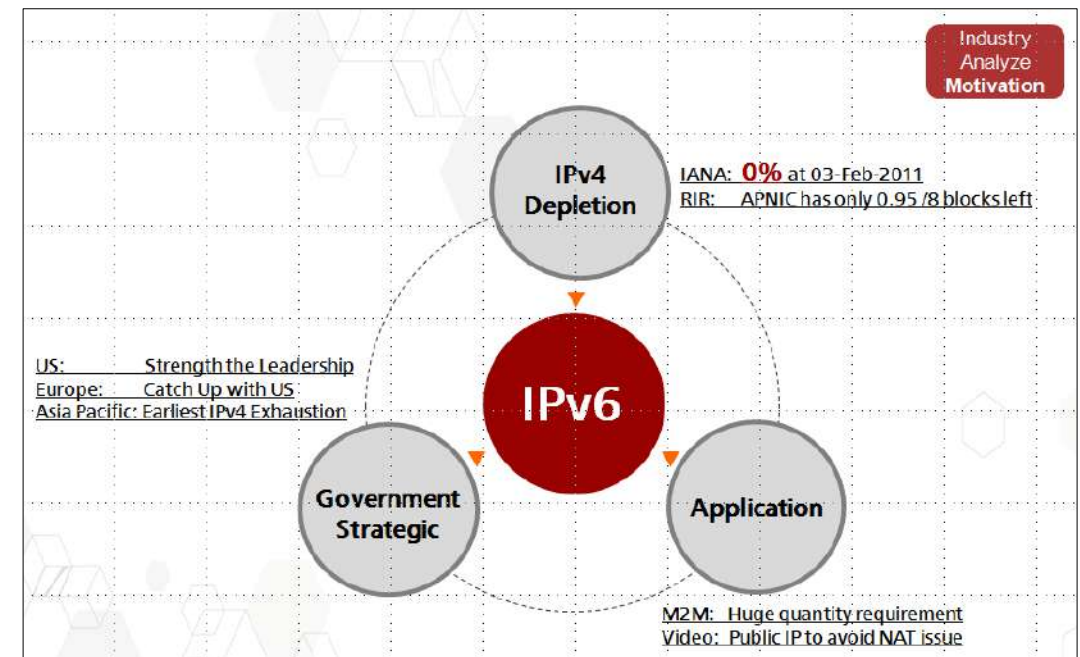 Industry
Analyze
Motivation
IPv4
Depletion
IANA: 0% at 03-Feb-2011
RIR: APNIC has only 0.95 /8 blocks left
US: Strength the Leadership
Europe: Catch Up with US
Asia Pacific: Earliest IPv4 Exhaustion
IPv6
Government
Strategic
Application
M2M: Huge quantity requirement
Video: Public IP to avoid NAT issue